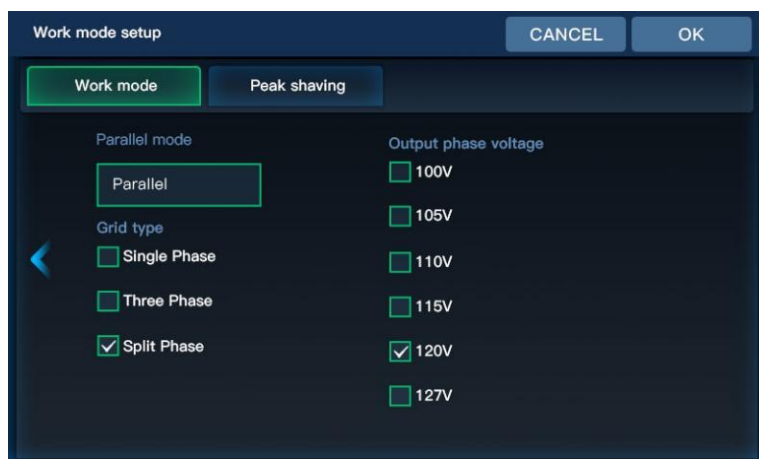 Work mode setup
CANCEL
OK
Work mode
Peak shaving
Parallel mode
Parallel
Grid type
Single Phase
Three Phase
Split Phase
Output phase voltage
100V
105V
110V
115V
120V
127V